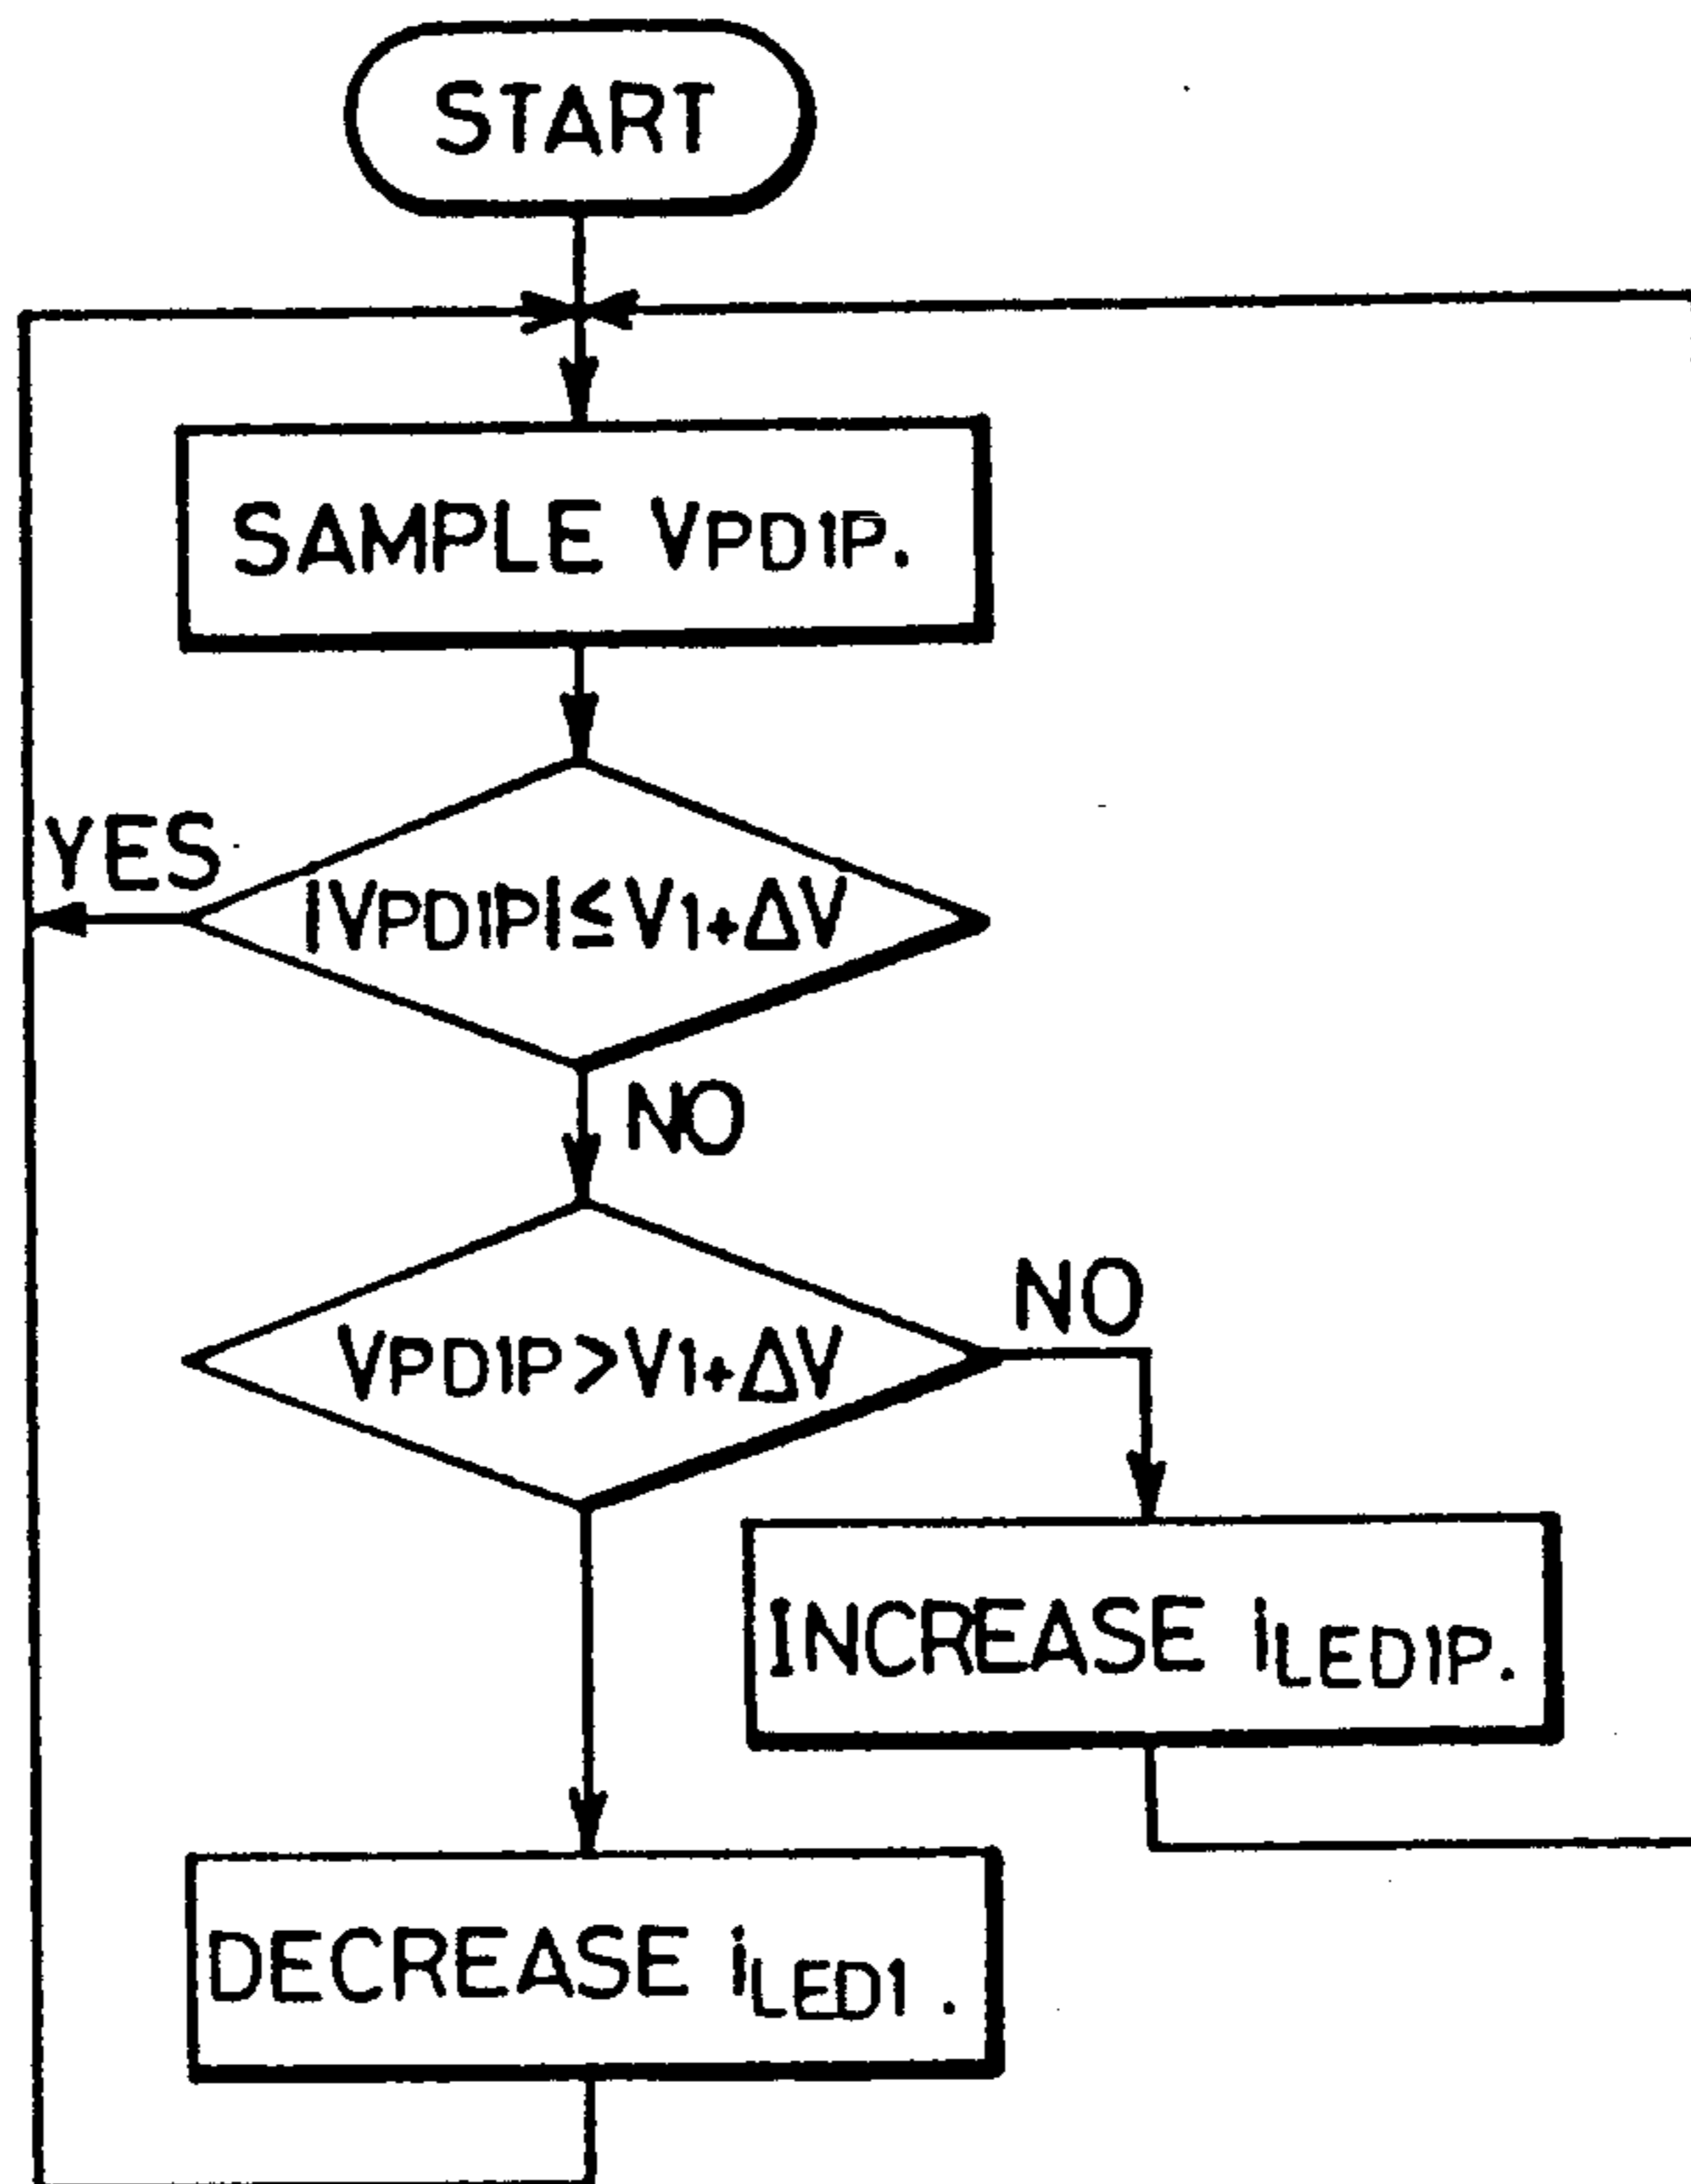 START
SAMPLE VPD1P.
YES
|VPD1P|≤V1+ΔV
NO
VPD1P>V1+ΔV
NO
INCREASE iLED1P.
DECREASE iLED1 .